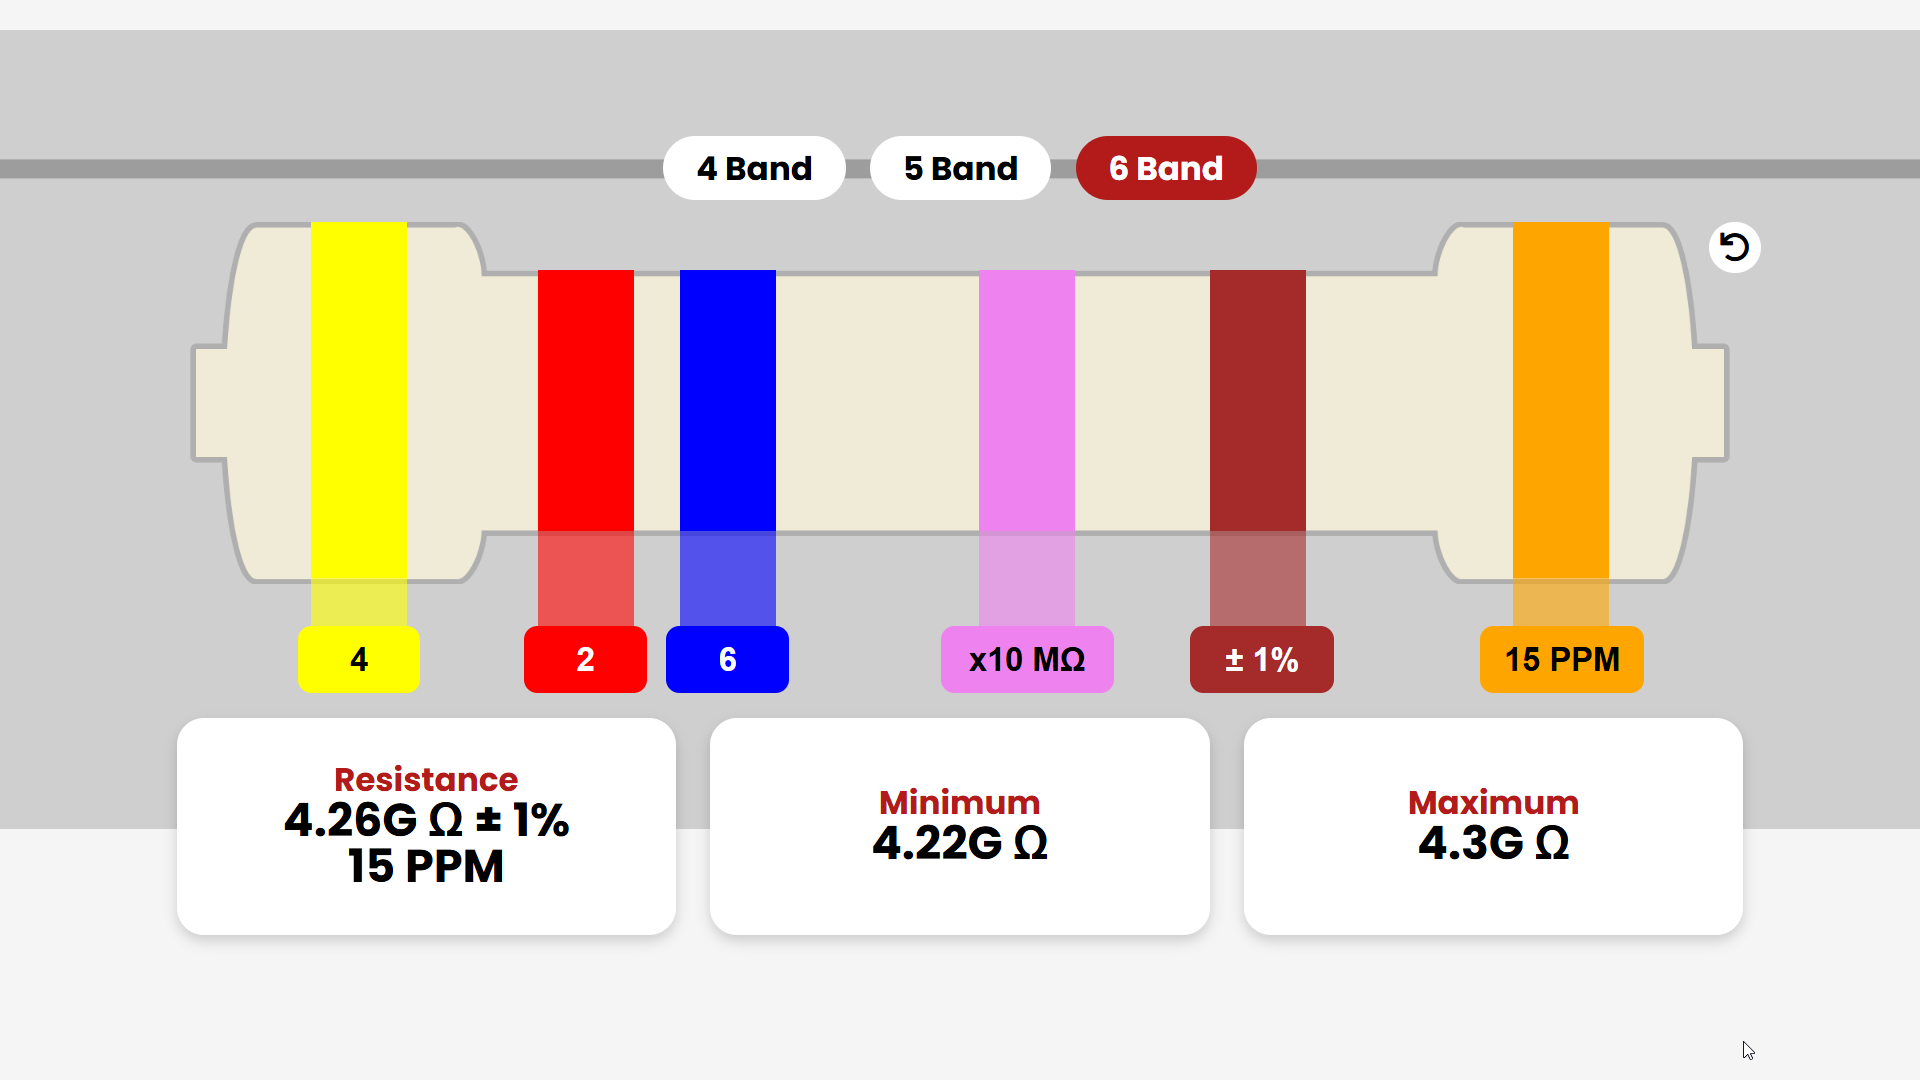 4 Band 5 Band 6 Band
4 2 6 x10 MΩ ± 1% 15 PPM
Resistance
4.26G Ω ± 1%
15 PPM
Minimum
4.22G Ω
Maximum
4.3G Ω